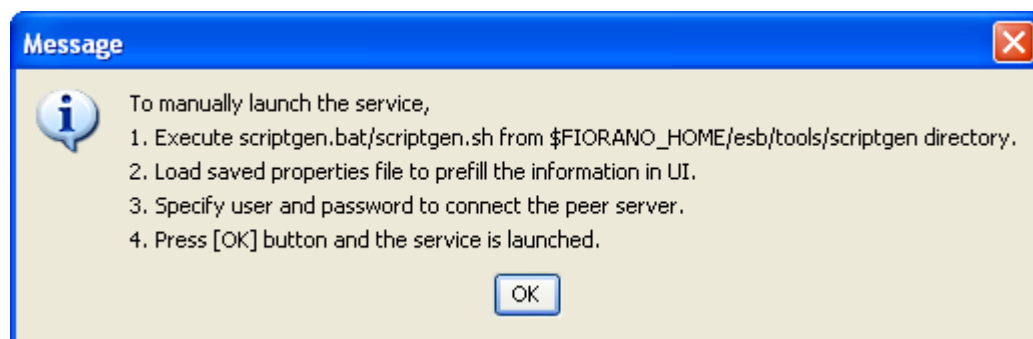 Message
To manually launch the service,
1. Execute scriptgen.bat/scriptgen.sh from $FIORANO_HOME/esb/tools/scriptgen directory.
2. Load saved properties file to prefill the information in UI.
3. Specify user and password to connect the peer server.
4. Press [OK] button and the service is launched.
OK